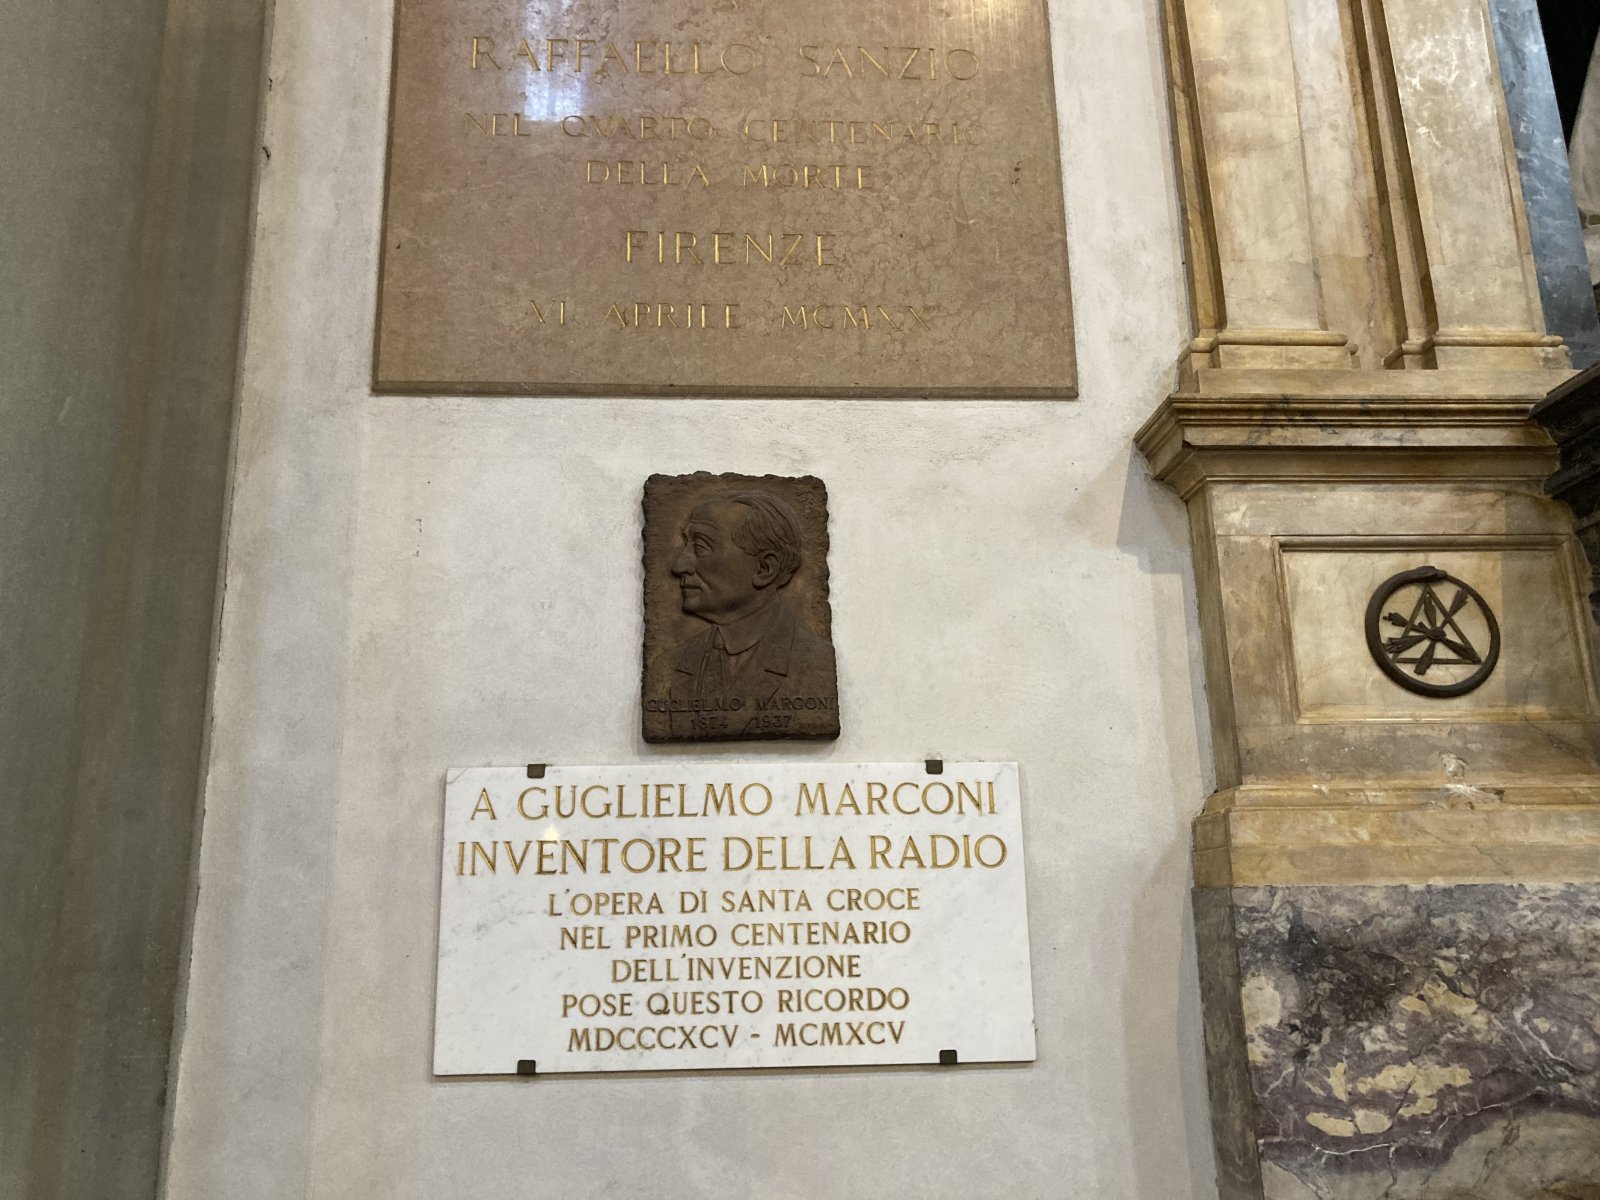 RAFFAELLO SANZIO
NEL QVARTO CENTENARIO
DELLA MORTE
FIRENZE
VI APRILE MCMXX
GUGLIELMO MARCONI
1874 1937
A GUGLIELMO MARCONI
INVENTORE DELLA RADIO
L'OPERA DI SANTA CROCE
NEL PRIMO CENTENARIO
DELL'INVENZIONE
POSE QUESTO RICORDO
MDCCCXCV - MCMXCV